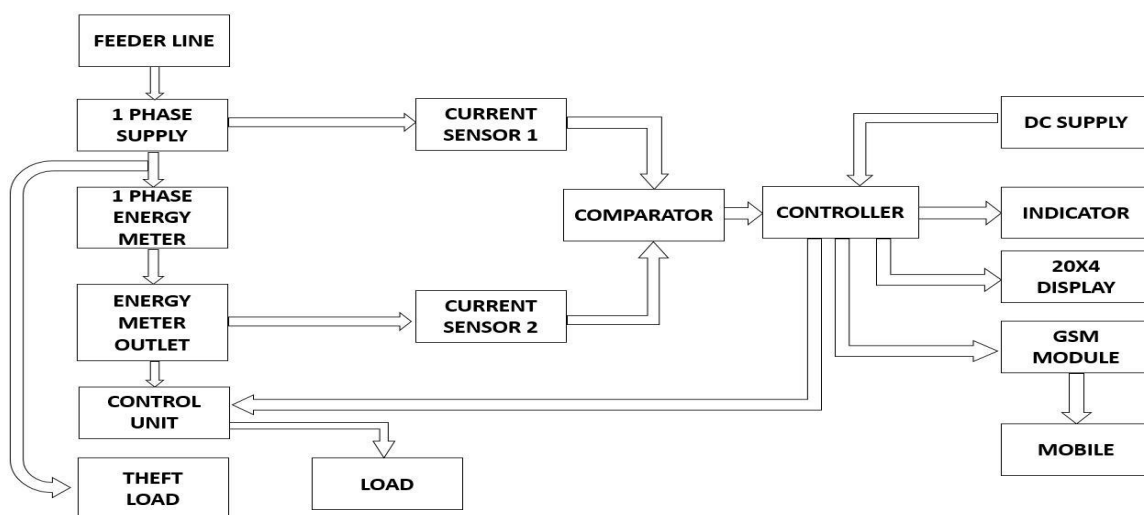 FEEDER LINE
1 PHASE
SUPPLY
1 PHASE
ENERGY
METER
ENERGY
METER
OUTLET
CONTROL
UNIT
THEFT
LOAD
LOAD
CURRENT
SENSOR 1
CURRENT
SENSOR 2
COMPARATOR
CONTROLLER
DC SUPPLY
INDICATOR
20X4
DISPLAY
GSM
MODULE
MOBILE